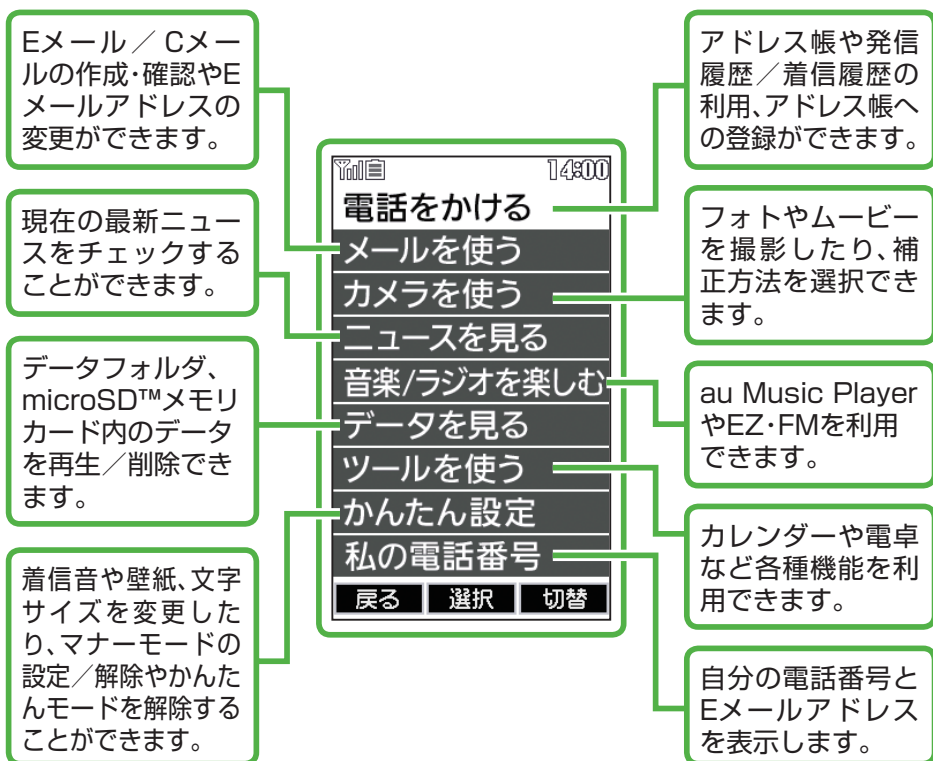 Eメール／Cメー
ルの作成・確認やE
メールアドレスの
変更ができます。
現在の最新ニュー
スをチェックする
ことができます。
データフォルダ、
microSD™メモリ
カード内のデータ
を再生／削除でき
ます。
着信音や壁紙、文字
サイズを変更した
り、マナーモードの
設定／解除やかんた
んモードを解除する
ことができます。
14:00
電話をかける
メールを使う
カメラを使う
ニュースを見る
音楽/ラジオを楽しむ
データを見る
ツールを使う
かんたん設定
私の電話番号
戻る 選択 切替
アドレス帳や発信
履歴／着信履歴の
利用、アドレス帳へ
の登録ができます。
フォトやムービー
を撮影したり、補
正方法を選択でき
ます。
au Music Player
やEZ・FMを利用
できます。
カレンダーや電卓
など各種機能を利
用できます。
自分の電話番号と
Eメールアドレス
を表示します。